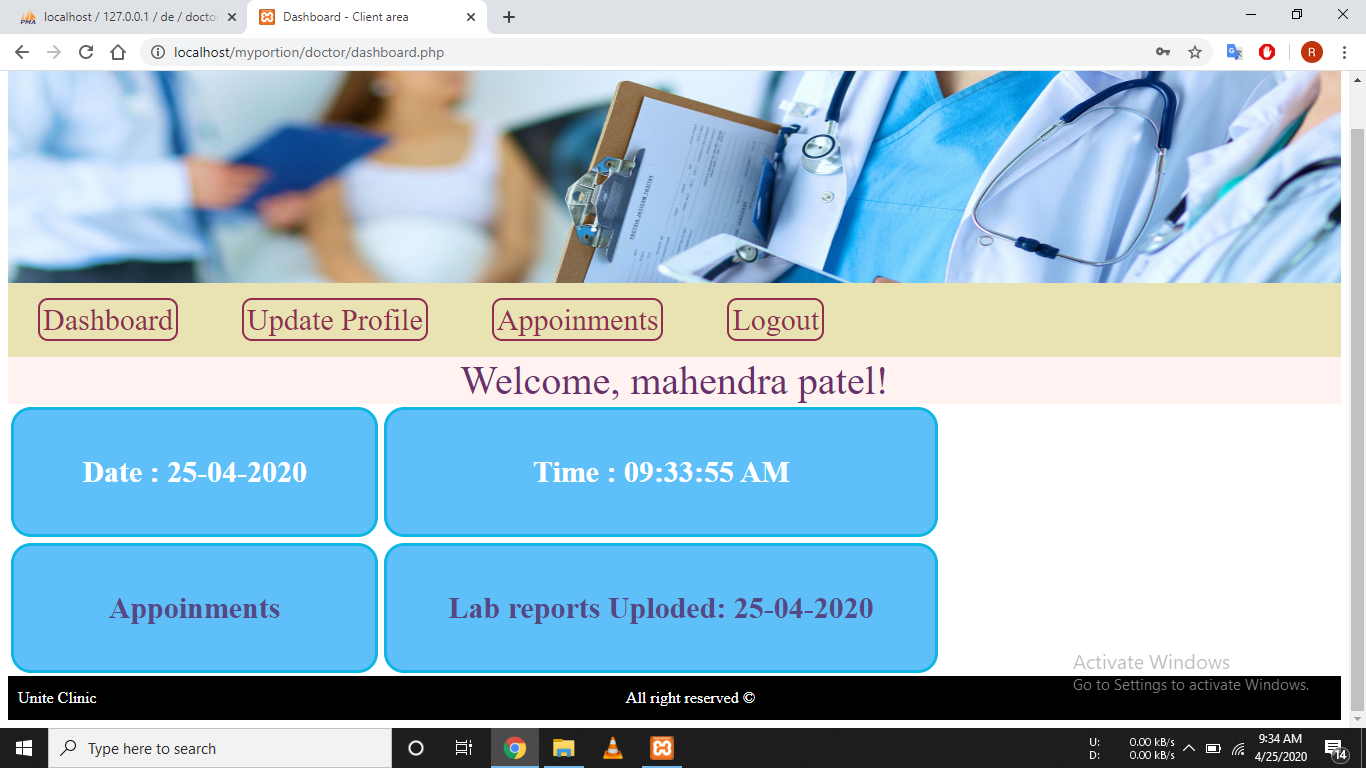 localhost / 127.0.0.1 / de / doctor
Dashboard - Client area
localhost/myportion/doctor/dashboard.php
R
Dashboard
Update Profile
Appoinments
Logout
Welcome, mahendra patel!
Date : 25-04-2020
Time : 09:33:55 AM
Appoinments
Lab reports Uploded: 25-04-2020
Activate Windows
Go to Settings to activate Windows.
Unite Clinic
All right reserved ©
Type here to search
U: 0.00 kB/s
D: 0.00 kB/s
9:34 AM
4/25/2020
14